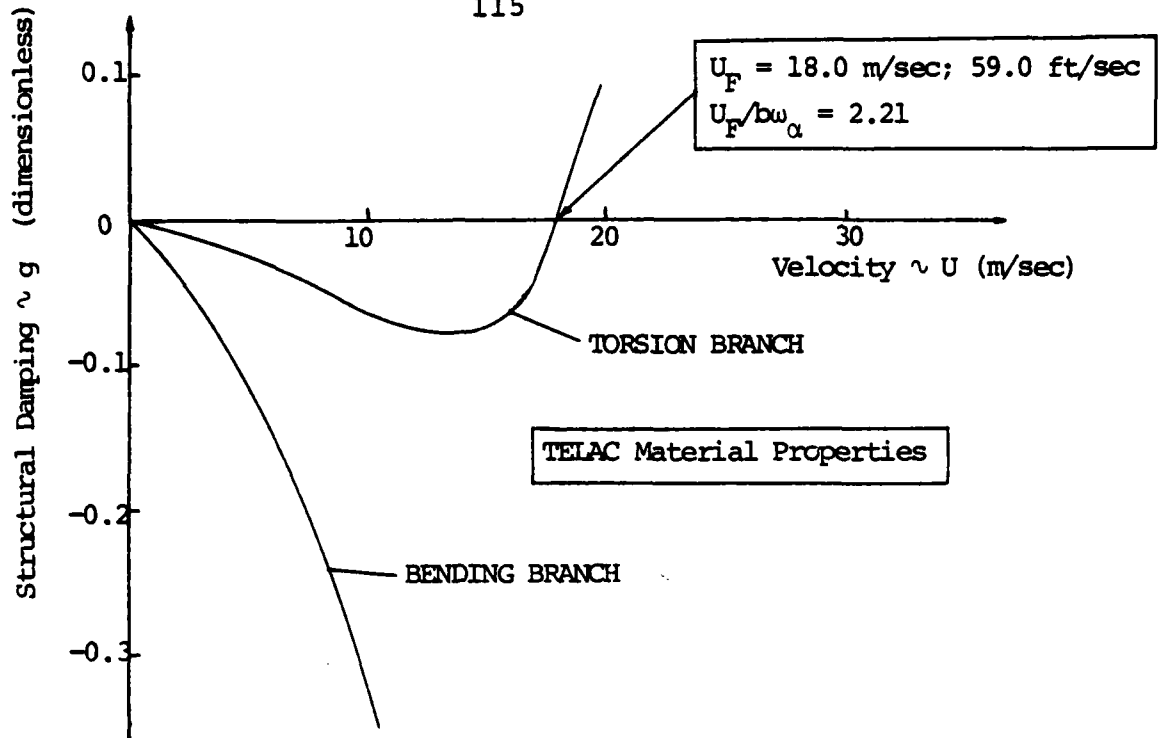 115
Structural Damping ~ g (dimensionless)
0.1
0
-0.1
-0.2
-0.3
U_F = 18.0 m/sec; 59.0 ft/sec
U_F/bω_α = 2.21
10
20
30
Velocity ~ U (m/sec)
TORSION BRANCH
TELAC Material Properties
BENDING BRANCH